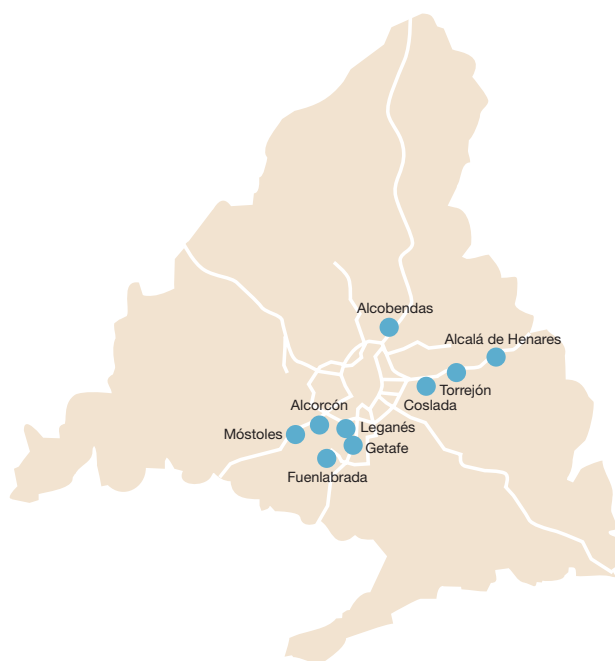 Alcobendas
Alcalá de Henares
Torrejón
Coslada
Alcorcón
Leganés
Móstoles
Getafe
Fuenlabrada